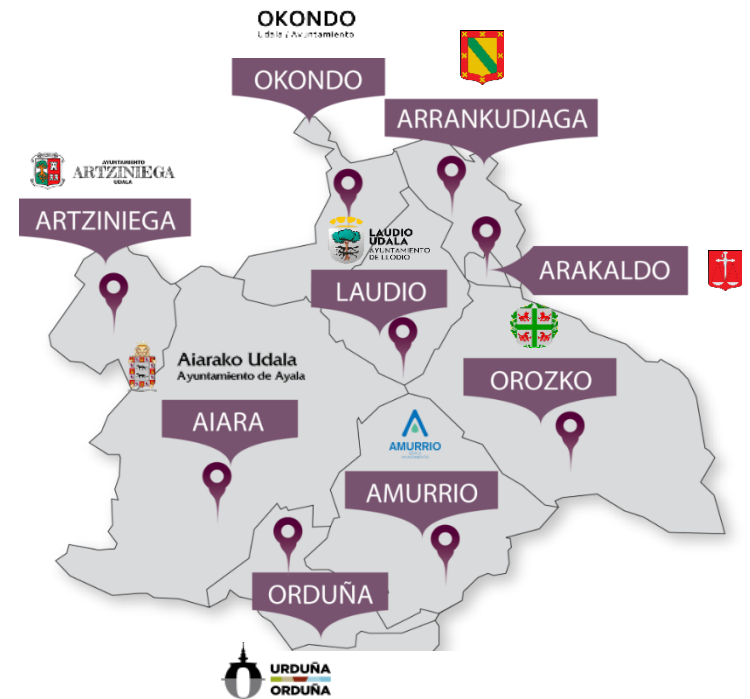 OKONDO
Udala / Ayuntamiento
OKONDO
ARRANKUDIAGA
AYUNTAMIENTO
ARTZINIEGA
UDALA
ARTZINIEGA
LAUDIO
UDALA
AYUNTAMIENTO
DE LLODIO
ARAKALDO
LAUDIO
Aiarako Udala
Ayuntamiento de Ayala
OROZKO
AIARA
AMURRIO
AMURRIO
ORDUÑA
URDUÑA
ORDUÑA